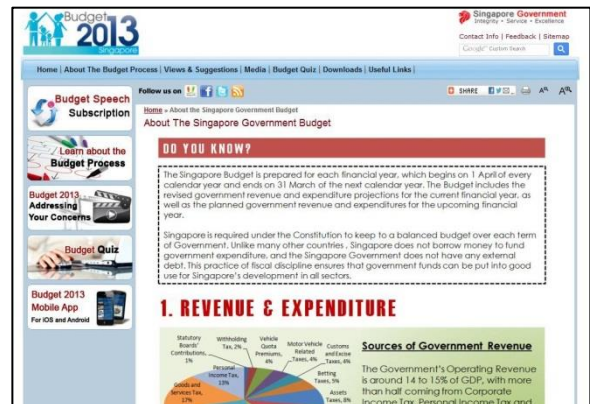 Budget
2013
Singapore
Singapore Government
Integrity • Service • Excellence
Contact Info | Feedback | Sitemap
Google Custom Search
Home | About The Budget Process | Views & Suggestions | Media | Budget Quiz | Downloads | Useful Links |
Follow us on
SHARE
Home » About the Singapore Government Budget
About The Singapore Government Budget
Budget Speech
Subscription
Learn about the
Budget Process
Budget 2013
Addressing
Your Concerns
Budget Quiz
Budget 2013
Mobile App
For iOS and Android
DO YOU KNOW?
The Singapore Budget is prepared for each financial year, which begins on 1 April of every
calendar year and ends on 31 March of the next calendar year. The Budget includes the
revised government revenue and expenditure projections for the current financial year, as
well as the planned government revenue and expenditures for the upcoming financial
year.
Singapore is required under the Constitution to keep to a balanced budget over each term
of Government. Unlike many other countries, Singapore does not borrow money to fund
government expenditure, and the Singapore Government does not have any external
debt. This practice of fiscal discipline ensures that government funds can be put into good
use for Singapore's development in all sectors.
1. REVENUE & EXPENDITURE
Statutory
Boards'
Contributions,
1%
Withholding
Tax, 2%
Vehicle
Quota
Premiums,
4%
Motor Vehicle
Related
Taxes, 4%
Customs
and Excise
Taxes, 4%
Betting
Taxes, 5%
Assets
Taxes, 8%
Personal
Income Tax,
13%
Goods and
Services Tax,
17%
Sources of Government Revenue
The Government's Operating Revenue
is around 14 to 15% of GDP, with more
than half coming from Corporate
Income Tax, Personal Income Tax and